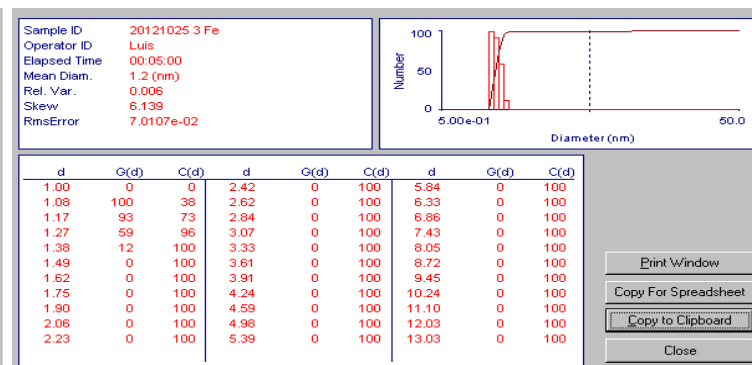 Sample ID 20121025 3 Fe
Operator ID Luis
Elapsed Time 00:05:00
Mean Diam. 1.2 (nm)
Rel. Var. 0.006
Skew 6.139
RmsError 7.0107e-02
100
50
0
Number
5.00e-01 50.0
Diameter (nm)
d G(d) C(d) d G(d) C(d) d G(d) C(d)
1.00 0 0 2.42 0 100 5.84 0 100
1.08 100 38 2.62 0 100 6.33 0 100
1.17 93 73 2.84 0 100 6.86 0 100
1.27 59 96 3.07 0 100 7.43 0 100
1.38 12 100 3.33 0 100 8.05 0 100
1.49 0 100 3.61 0 100 8.72 0 100
1.62 0 100 3.91 0 100 9.45 0 100
1.75 0 100 4.24 0 100 10.24 0 100
1.90 0 100 4.59 0 100 11.10 0 100
2.06 0 100 4.98 0 100 12.03 0 100
2.23 0 100 5.39 0 100 13.03 0 100
Print Window
Copy For Spreadsheet
Copy to Clipboard
Close